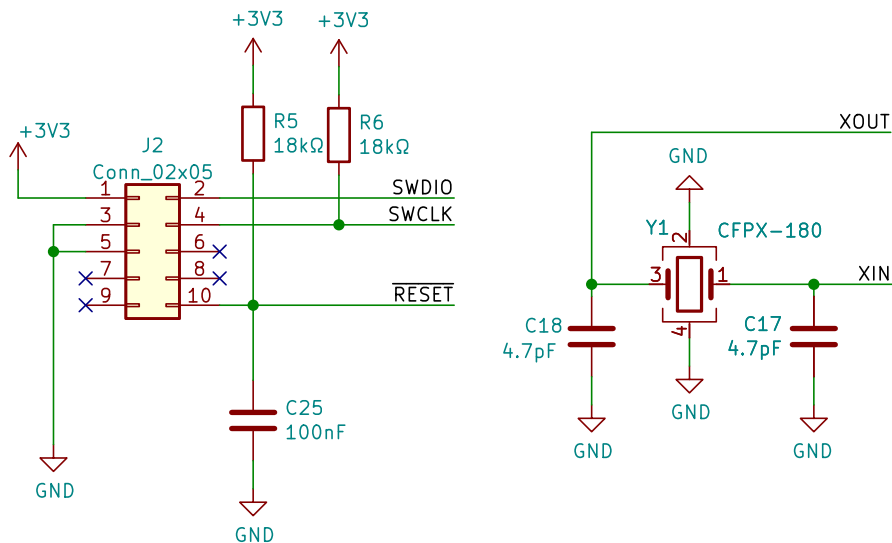 +3V3
+3V3
+3V3
R5
18kΩ
R6
18kΩ
J2
Conn_02x05
1
2
SWDIO
3
4
SWCLK
5
6
7
8
9
10
RESET
C25
100nF
GND
GND
XOUT
GND
Y1
2
CFPX-180
3
1
XIN
4
C18
4.7pF
C17
4.7pF
GND
GND
GND